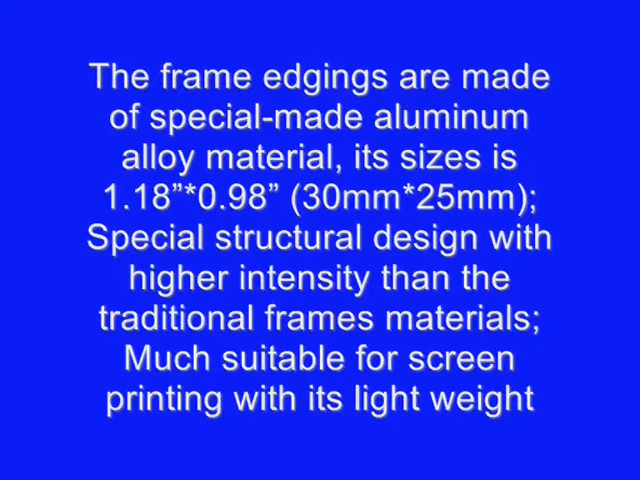 The frame edgings are made
of special-made aluminum
alloy material, its sizes is
1.18”*0.98” (30mm*25mm);
Special structural design with
higher intensity than the
traditional frames materials;
Much suitable for screen
printing with its light weight